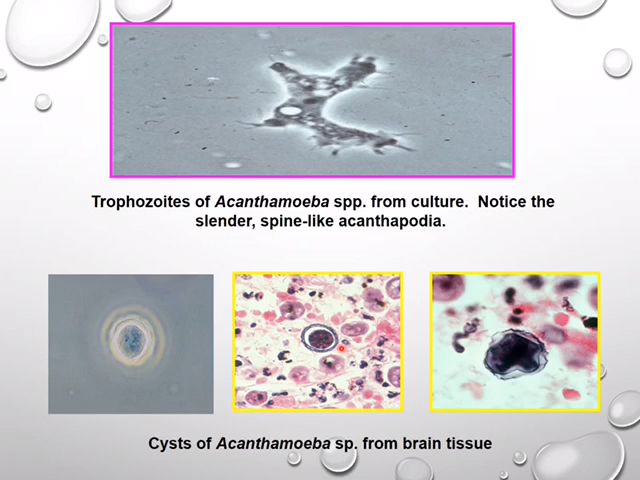 Trophozoites of Acanthamoeba spp. from culture. Notice the
slender, spine-like acanthapodia.
Cysts of Acanthamoeba sp. from brain tissue